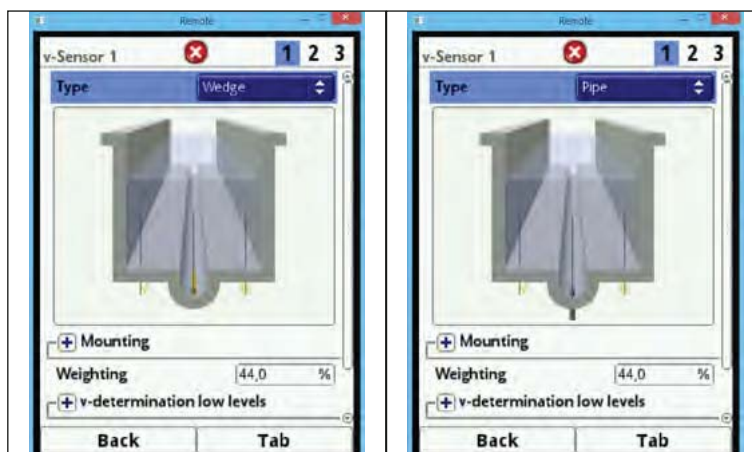 Remote
v-Sensor 1 1 2 3
Type Wedge
Mounting
Weighting 44,0 %
v-determination low levels
Back Tab
Remote
v-Sensor 1 1 2 3
Type Pipe
Mounting
Weighting 44,0 %
v-determination low levels
Back Tab